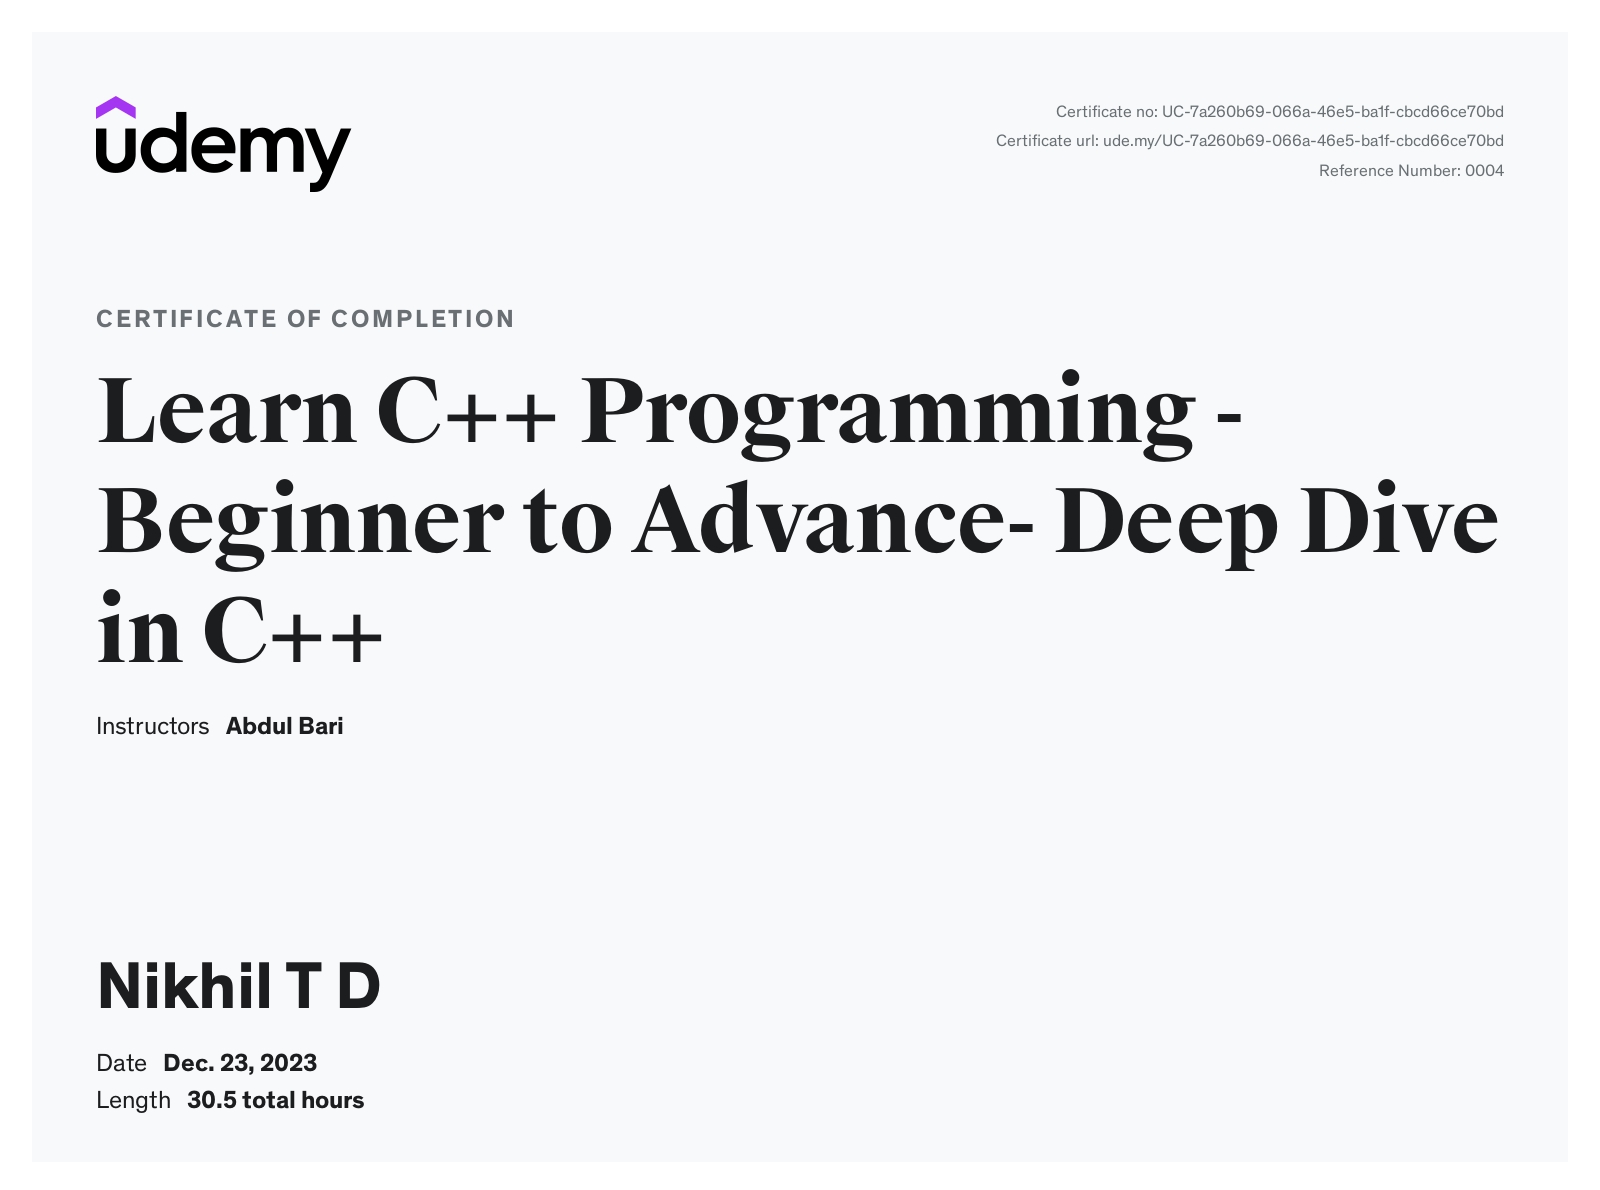 udemy
Certificate no: UC-7a260b69-066a-46e5-ba1f-cbcd66ce70bd
Certificate url: ude.my/UC-7a260b69-066a-46e5-ba1f-cbcd66ce70bd
Reference Number: 0004
CERTIFICATE OF COMPLETION
Learn C++ Programming -
Beginner to Advance- Deep Dive
in C++
Instructors Abdul Bari
Nikhil T D
Date Dec. 23, 2023
Length 30.5 total hours